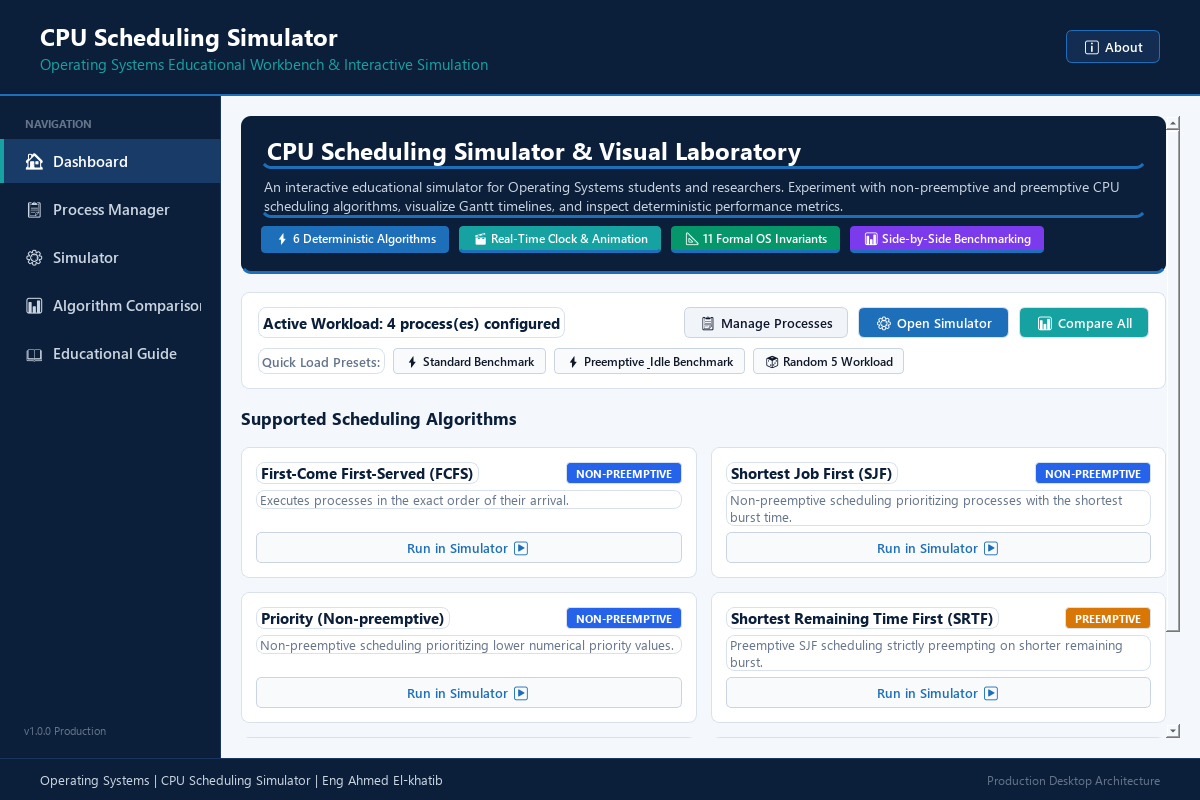 CPU Scheduling Simulator
Operating Systems Educational Workbench & Interactive Simulation
About
NAVIGATION
Dashboard
Process Manager
Simulator
Algorithm Comparison
Educational Guide
v1.0.0 Production
CPU Scheduling Simulator & Visual Laboratory
An interactive educational simulator for Operating Systems students and researchers. Experiment with non-preemptive and preemptive CPU
scheduling algorithms, visualize Gantt timelines, and inspect deterministic performance metrics.
6 Deterministic Algorithms
Real-Time Clock & Animation
11 Formal OS Invariants
Side-by-Side Benchmarking
Active Workload: 4 process(es) configured
Manage Processes
Open Simulator
Compare All
Quick Load Presets:
Standard Benchmark
Preemptive_Idle Benchmark
Random 5 Workload
Supported Scheduling Algorithms
First-Come First-Served (FCFS)
NON-PREEMPTIVE
Executes processes in the exact order of their arrival.
Run in Simulator
Shortest Job First (SJF)
NON-PREEMPTIVE
Non-preemptive scheduling prioritizing processes with the shortest
burst time.
Run in Simulator
Priority (Non-preemptive)
NON-PREEMPTIVE
Non-preemptive scheduling prioritizing lower numerical priority values.
Run in Simulator
Shortest Remaining Time First (SRTF)
PREEMPTIVE
Preemptive SJF scheduling strictly preempting on shorter remaining
burst.
Run in Simulator
Operating Systems | CPU Scheduling Simulator | Eng Ahmed El-khatib
Production Desktop Architecture